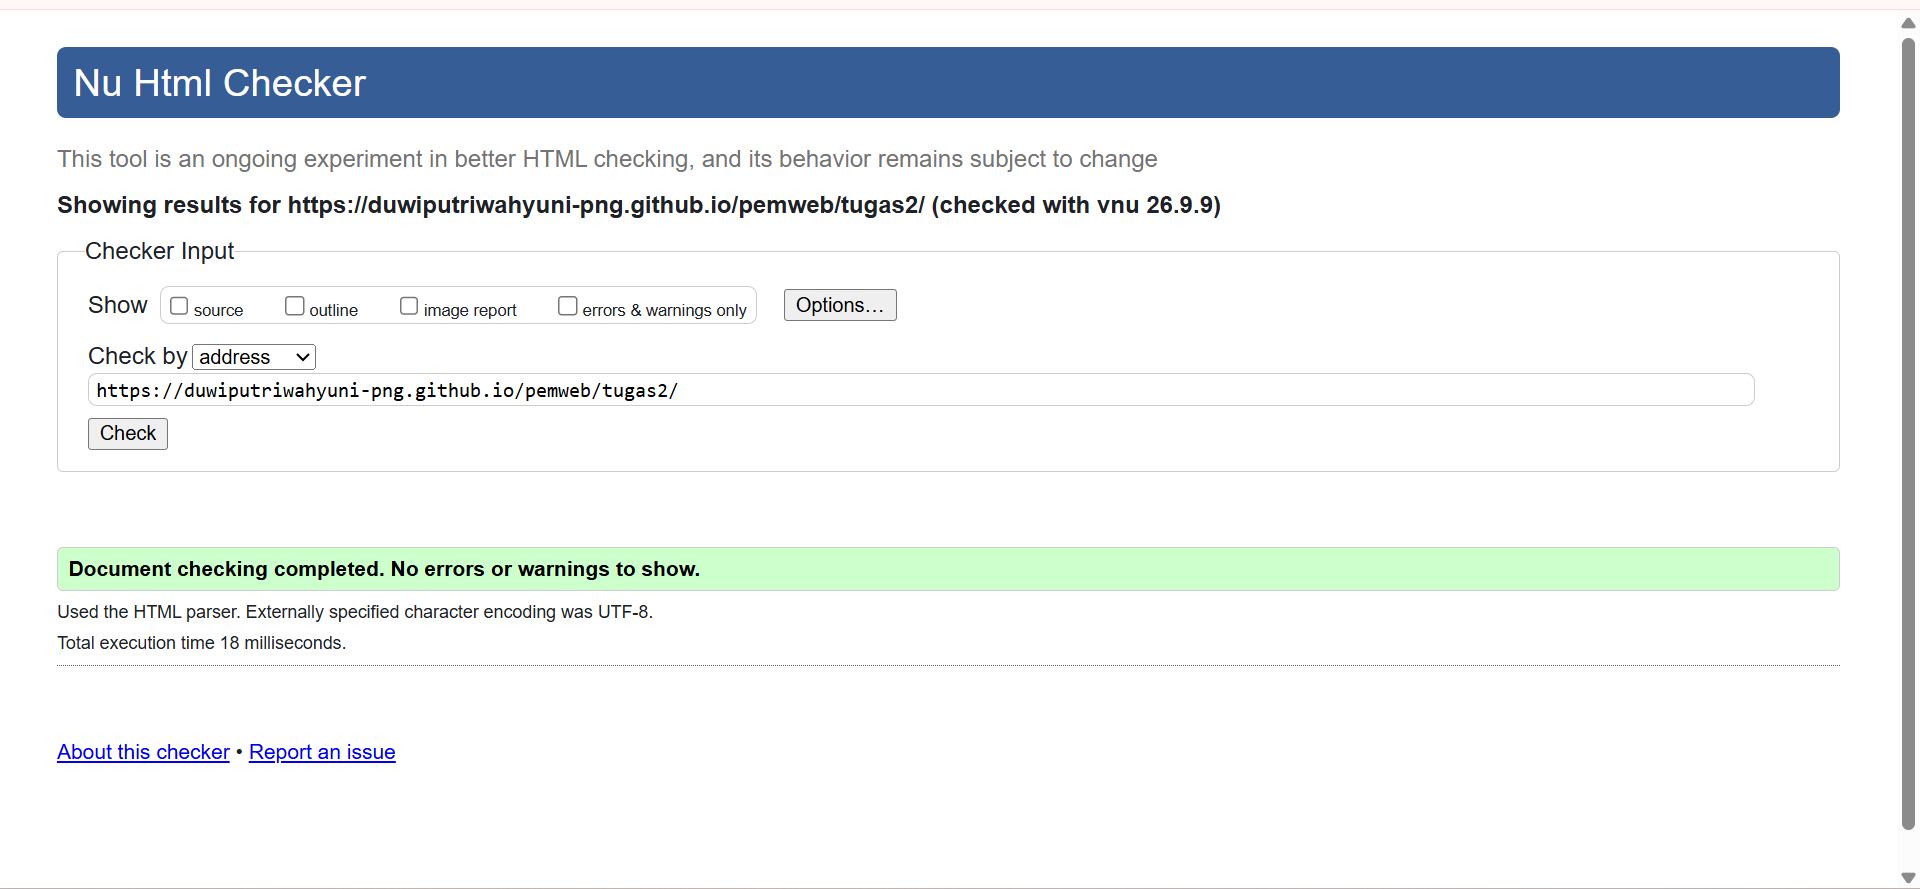 Nu Html Checker
This tool is an ongoing experiment in better HTML checking, and its behavior remains subject to change
Showing results for https://duwiputriwahyuni-png.github.io/pemweb/tugas2/ (checked with vnu 26.9.9)
Checker Input
Show source outline image report errors & warnings only Options...
Check by address
https://duwiputriwahyuni-png.github.io/pemweb/tugas2/
Check
Document checking completed. No errors or warnings to show.
Used the HTML parser. Externally specified character encoding was UTF-8.
Total execution time 18 milliseconds.
About this checker • Report an issue